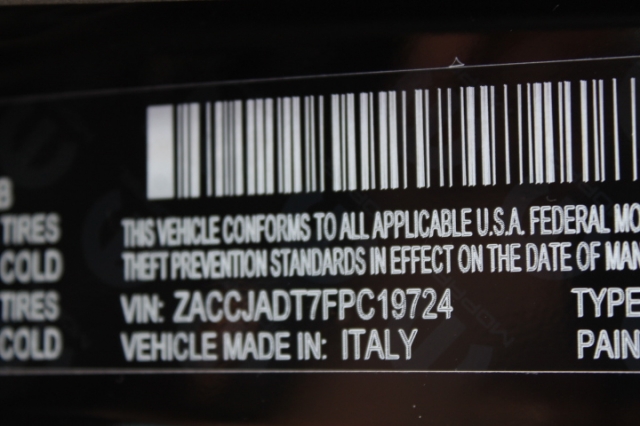 B
TIRES THIS VEHICLE CONFORMS TO ALL APPLICABLE U.S.A. FEDERAL MO
COLD THEFT PREVENTION STANDARDS IN EFFECT ON THE DATE OF MAN
TIRES VIN: ZACCJADT7FPC19724 TYPE
COLD VEHICLE MADE IN: ITALY PAIN